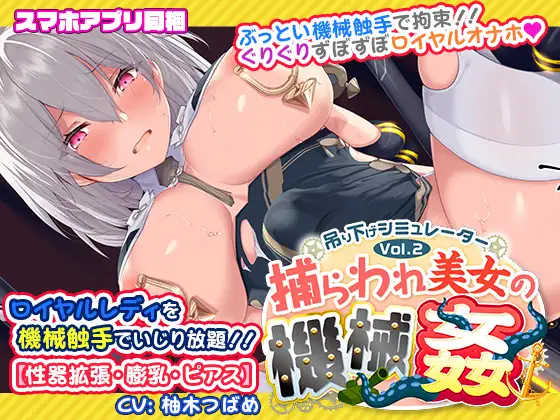 スマホアプリ同梱
ぶっとい機械触手で拘束!!
ぐりぐりずぼずぼロイヤルオナホ♥
吊り下げシミュレーター
Vol.2
捕らわれ美女の
機械姦
ロイヤルレディを
機械触手でいじり放題!!
【性器拡張・膨乳・ピアス】
CV:柚木つばめ